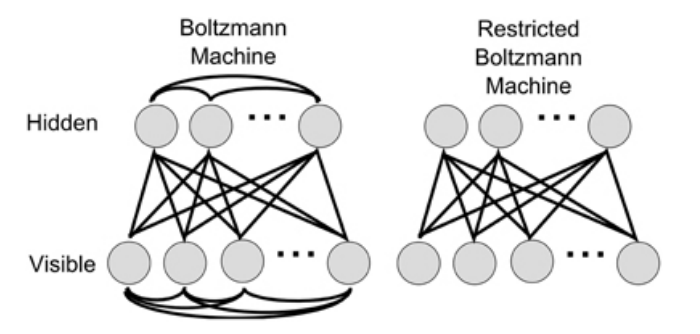 Boltzmann
Machine
Restricted
Boltzmann
Machine
Hidden
Visible